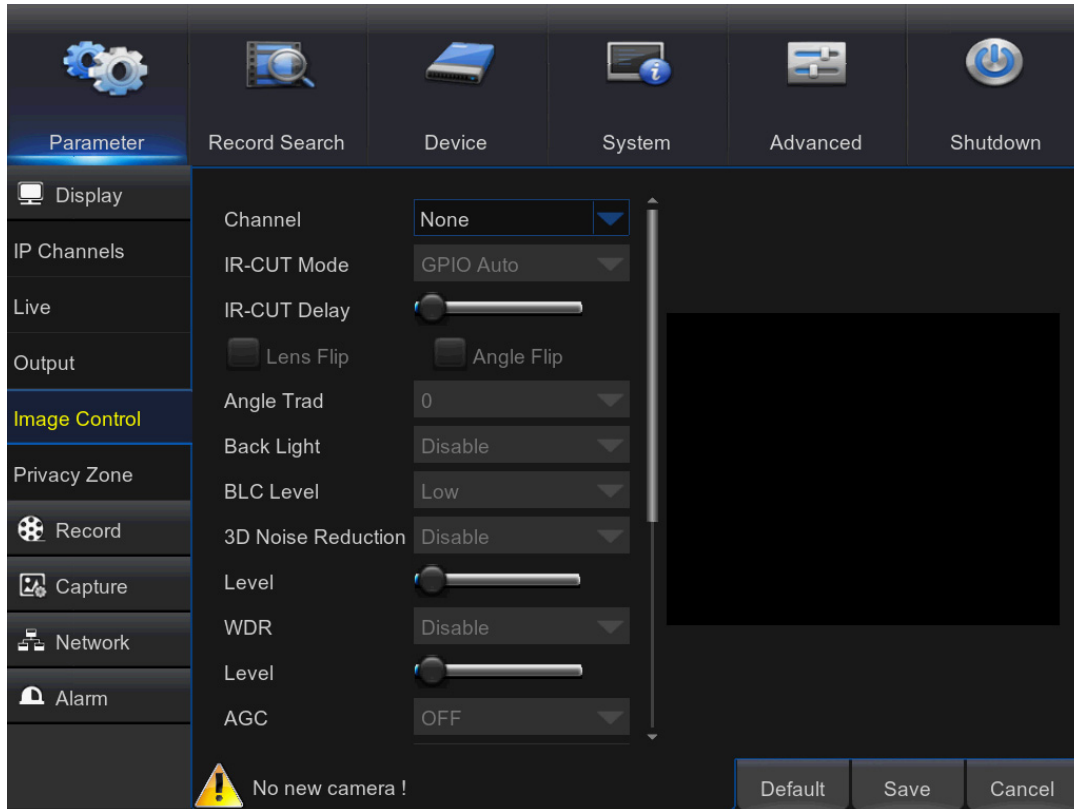 Parameter
Record Search
Device
System
Advanced
Shutdown
Display
IP Channels
Live
Output
Image Control
Privacy Zone
Record
Capture
Network
Alarm
Channel None
IR-CUT Mode GPIO Auto
IR-CUT Delay
Lens Flip Angle Flip
Angle Trad 0
Back Light Disable
BLC Level Low
3D Noise Reduction Disable
Level
WDR Disable
Level
AGC OFF
No new camera !
Default Save Cancel